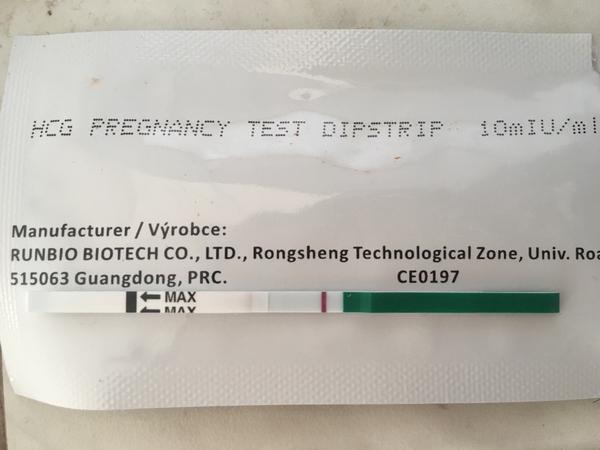 HCG PREGNANCY TEST DIPSTRIP 10mIU/ml
Manufacturer / Výrobce:
RUNBIO BIOTECH CO., LTD., Rongsheng Technological Zone, Univ. Roa
515063 Guangdong, PRC. CE0197
MAX
MAX